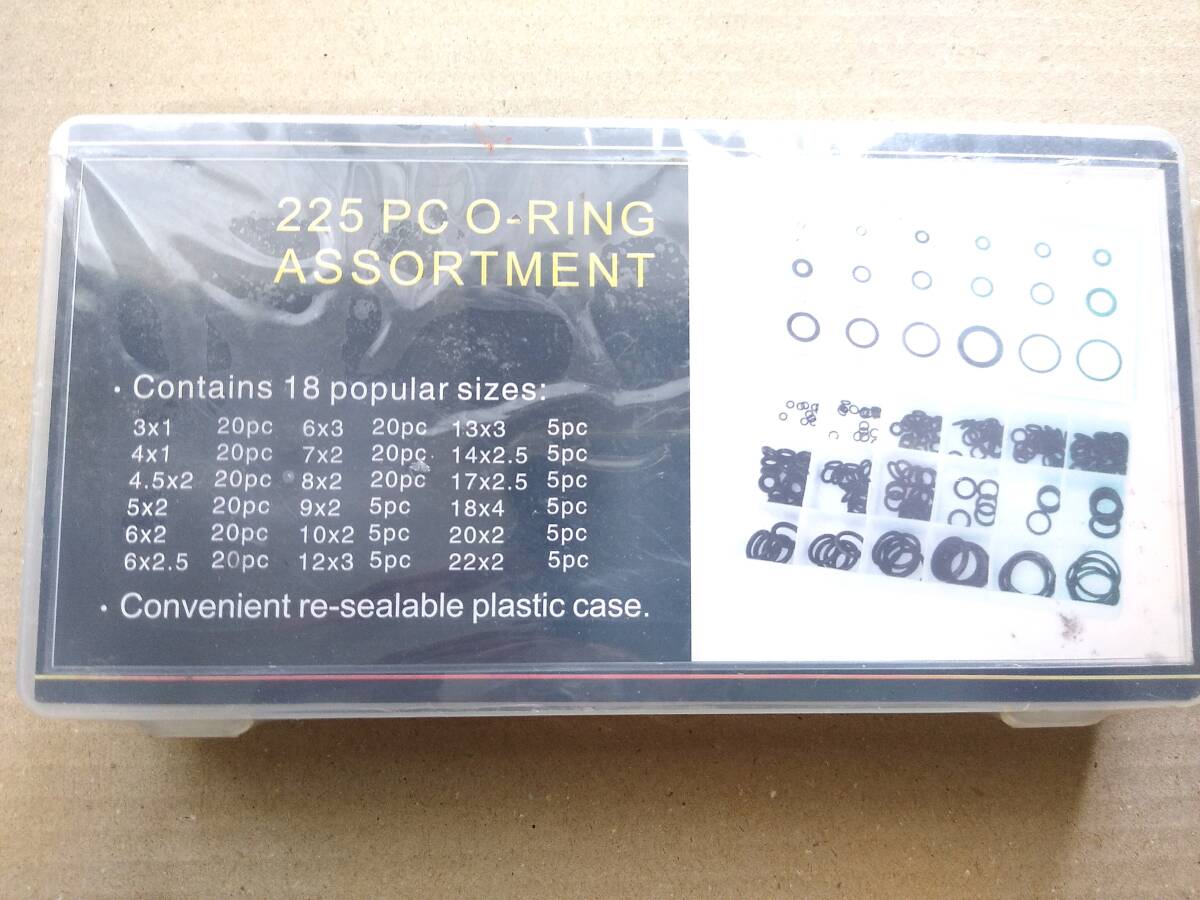 225 PC O-RING
ASSORTMENT
· Contains 18 popular sizes:
3x1 20pc 6x3 20pc 13x3 5pc
4x1 20pc 7x2 20pc 14x2.5 5pc
4.5x2 20pc 8x2 20pc 17x2.5 5pc
5x2 20pc 9x2 5pc 18x4 5pc
6x2 20pc 10x2 5pc 20x2 5pc
6x2.5 20pc 12x3 5pc 22x2 5pc
· Convenient re-sealable plastic case.